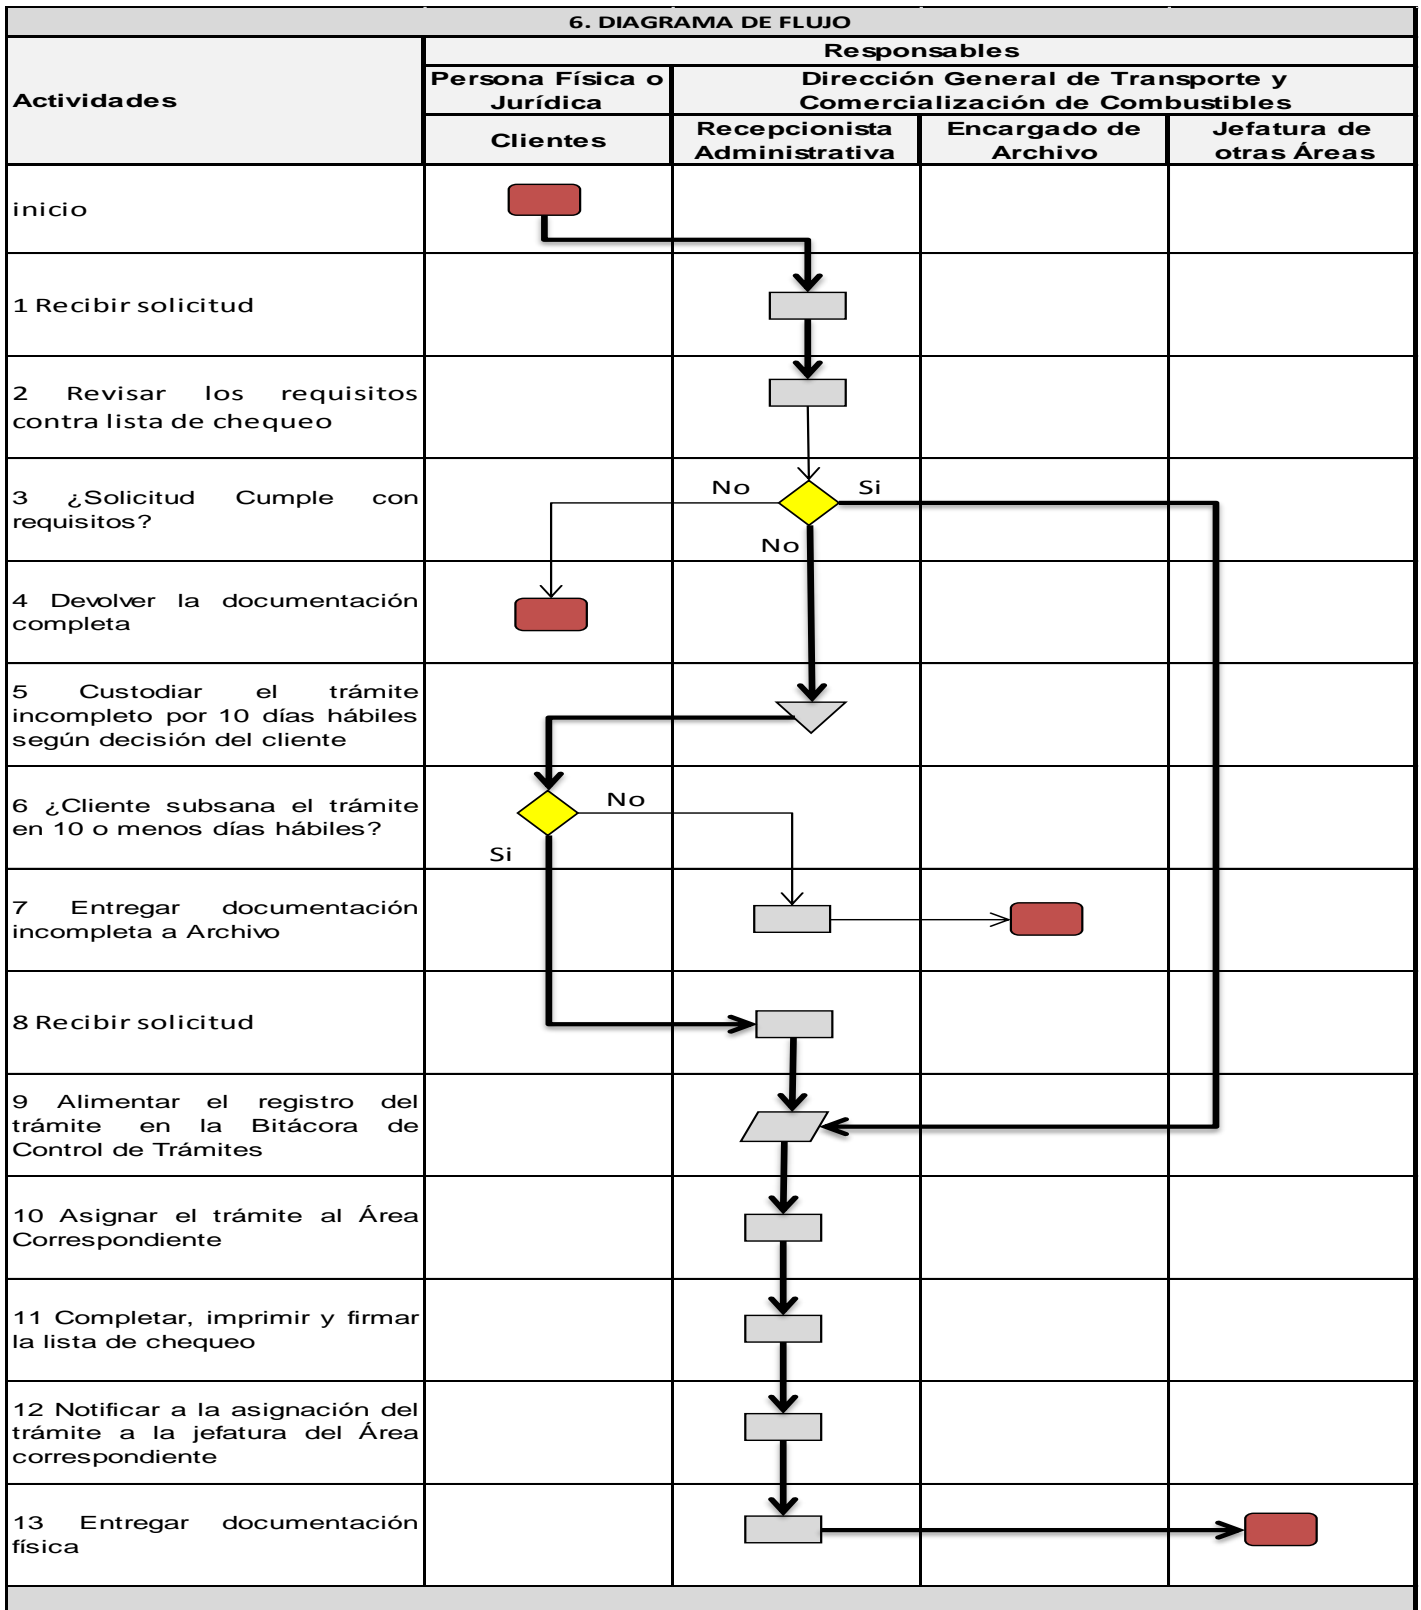 6. DIAGRAMA DE FLUJO
Actividades
Responsables
Persona Física o
Jurídica
Dirección General de Transporte y
Comercialización de Combustibles
Clientes
Recepcionista
Administrativa
Encargado de
Archivo
Jefatura de
otras Áreas
inicio
1 Recibir solicitud
2 Revisar los requisitos
contra lista de chequeo
3 ¿Solicitud Cumple con
requisitos?
No
Si
No
4 Devolver la documentación
completa
5 Custodiar el trámite
incompleto por 10 días hábiles
según decisión del cliente
6 ¿Cliente subsana el trámite
en 10 o menos días hábiles?
No
Si
7 Entregar documentación
incompleta a Archivo
8 Recibir solicitud
9 Alimentar el registro del
trámite en la Bitácora de
Control de Trámites
10 Asignar el trámite al Área
Correspondiente
11 Completar, imprimir y firmar
la lista de chequeo
12 Notificar a la asignación del
trámite a la jefatura del Área
correspondiente
13 Entregar documentación
física